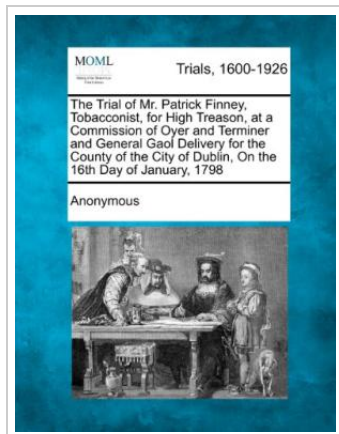 MOML
Trials, 1600-1926
The Trial of Mr. Patrick Finney,
Tobacconist, for High Treason, at a
Commission of Oyer and Terminer
and General Gaol Delivery for the
County of the City of Dublin, On the
16th Day of January, 1798
Anonymous